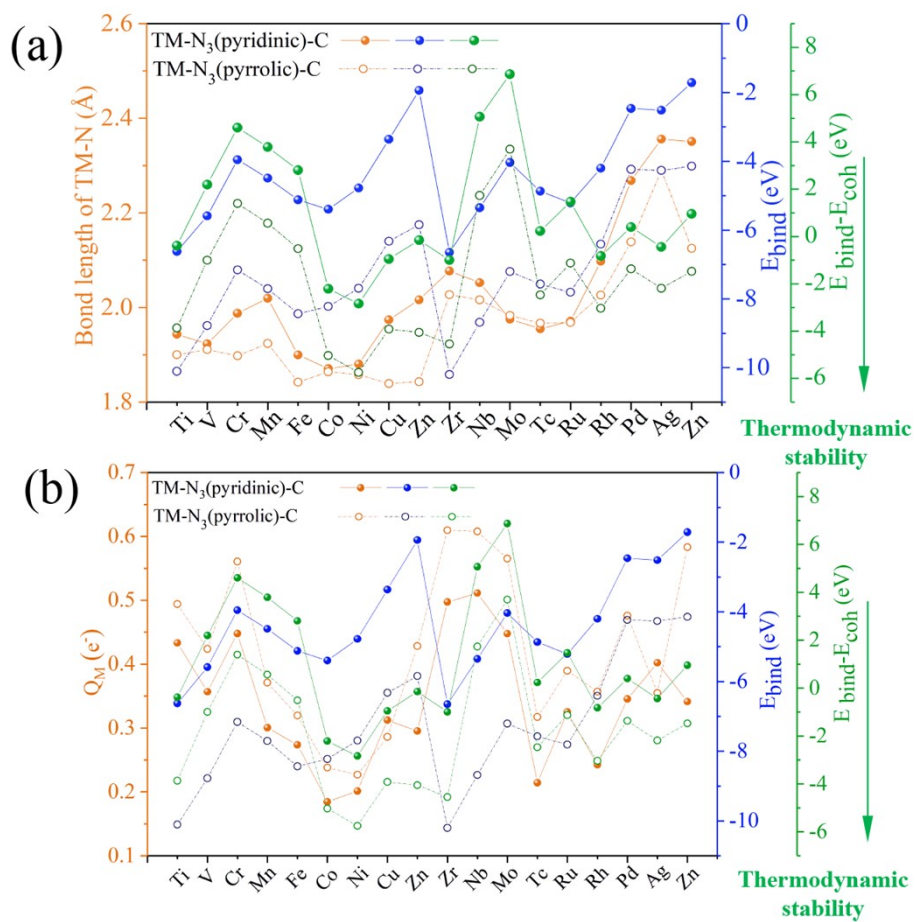 (a)
TM-N3(pyridinic)-C
TM-N3(pyrrolic)-C
Bond length of TM-N (Å)
2.6
2.4
2.2
2.0
1.8
Ti V Cr Mn Fe Co Ni Cu Zn Zr Nb Mo Tc Ru Rh Pd Ag Zn
0
-2
-4
-6
-8
-10
Ebind (eV)
8
6
4
2
0
-2
-4
-6
E bind-Ecoh (eV)
Thermodynamic
stability
(b)
TM-N3(pyridinic)-C
TM-N3(pyrrolic)-C
QM (e-)
0.7
0.6
0.5
0.4
0.3
0.2
0.1
Ti V Cr Mn Fe Co Ni Cu Zn Zr Nb Mo Tc Ru Rh Pd Ag Zn
0
-2
-4
-6
-8
-10
Ebind (eV)
8
6
4
2
0
-2
-4
-6
E bind-Ecoh (eV)
Thermodynamic
stability